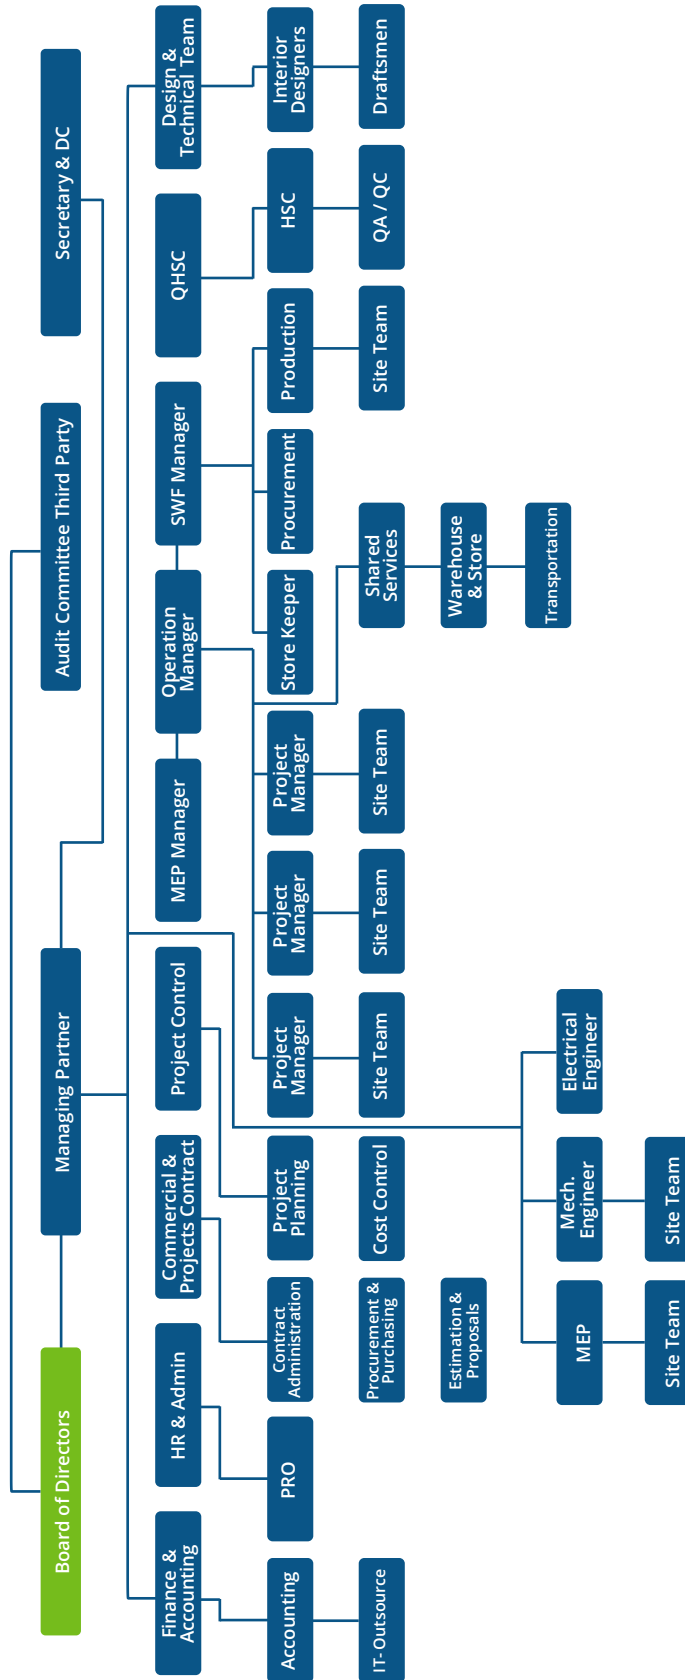 Board of Directors
Managing Partner
Audit Committee Third Party
Secretary & DC
Finance &
Accounting
HR & Admin
Commercial &
Projects Contract
Project Control
MEP Manager
Operation
Manager
SWF Manager
QHSC
Design &
Technical Team
Accounting
PRO
Contract
Administration
Project
Planning
Project
Manager
Project
Manager
Project
Manager
Store Keeper
Procurement
Production
HSC
Interior
Designers
IT- Outsource
Procurement &
Purchasing
Cost Control
Site Team
Site Team
Site Team
Shared
Services
Site Team
QA / QC
Draftsmen
Estimation &
Proposals
Warehouse
& Store
Transportation
MEP
Mech.
Engineer
Electrical
Engineer
Site Team
Site Team